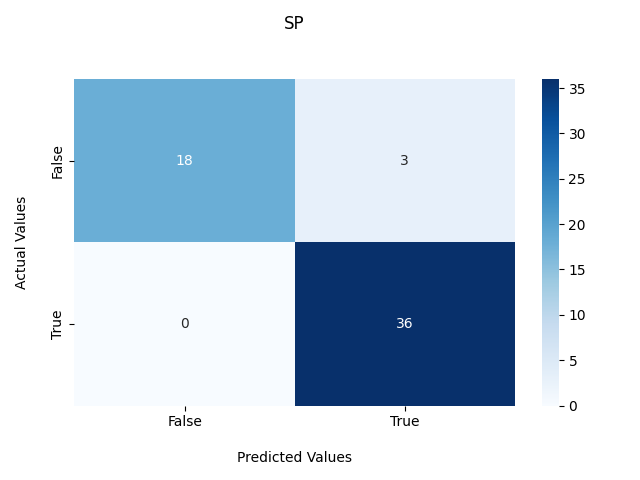 SP
Actual Values
False
True
18
3
0
36
False
True
Predicted Values
35
30
25
20
15
10
5
0